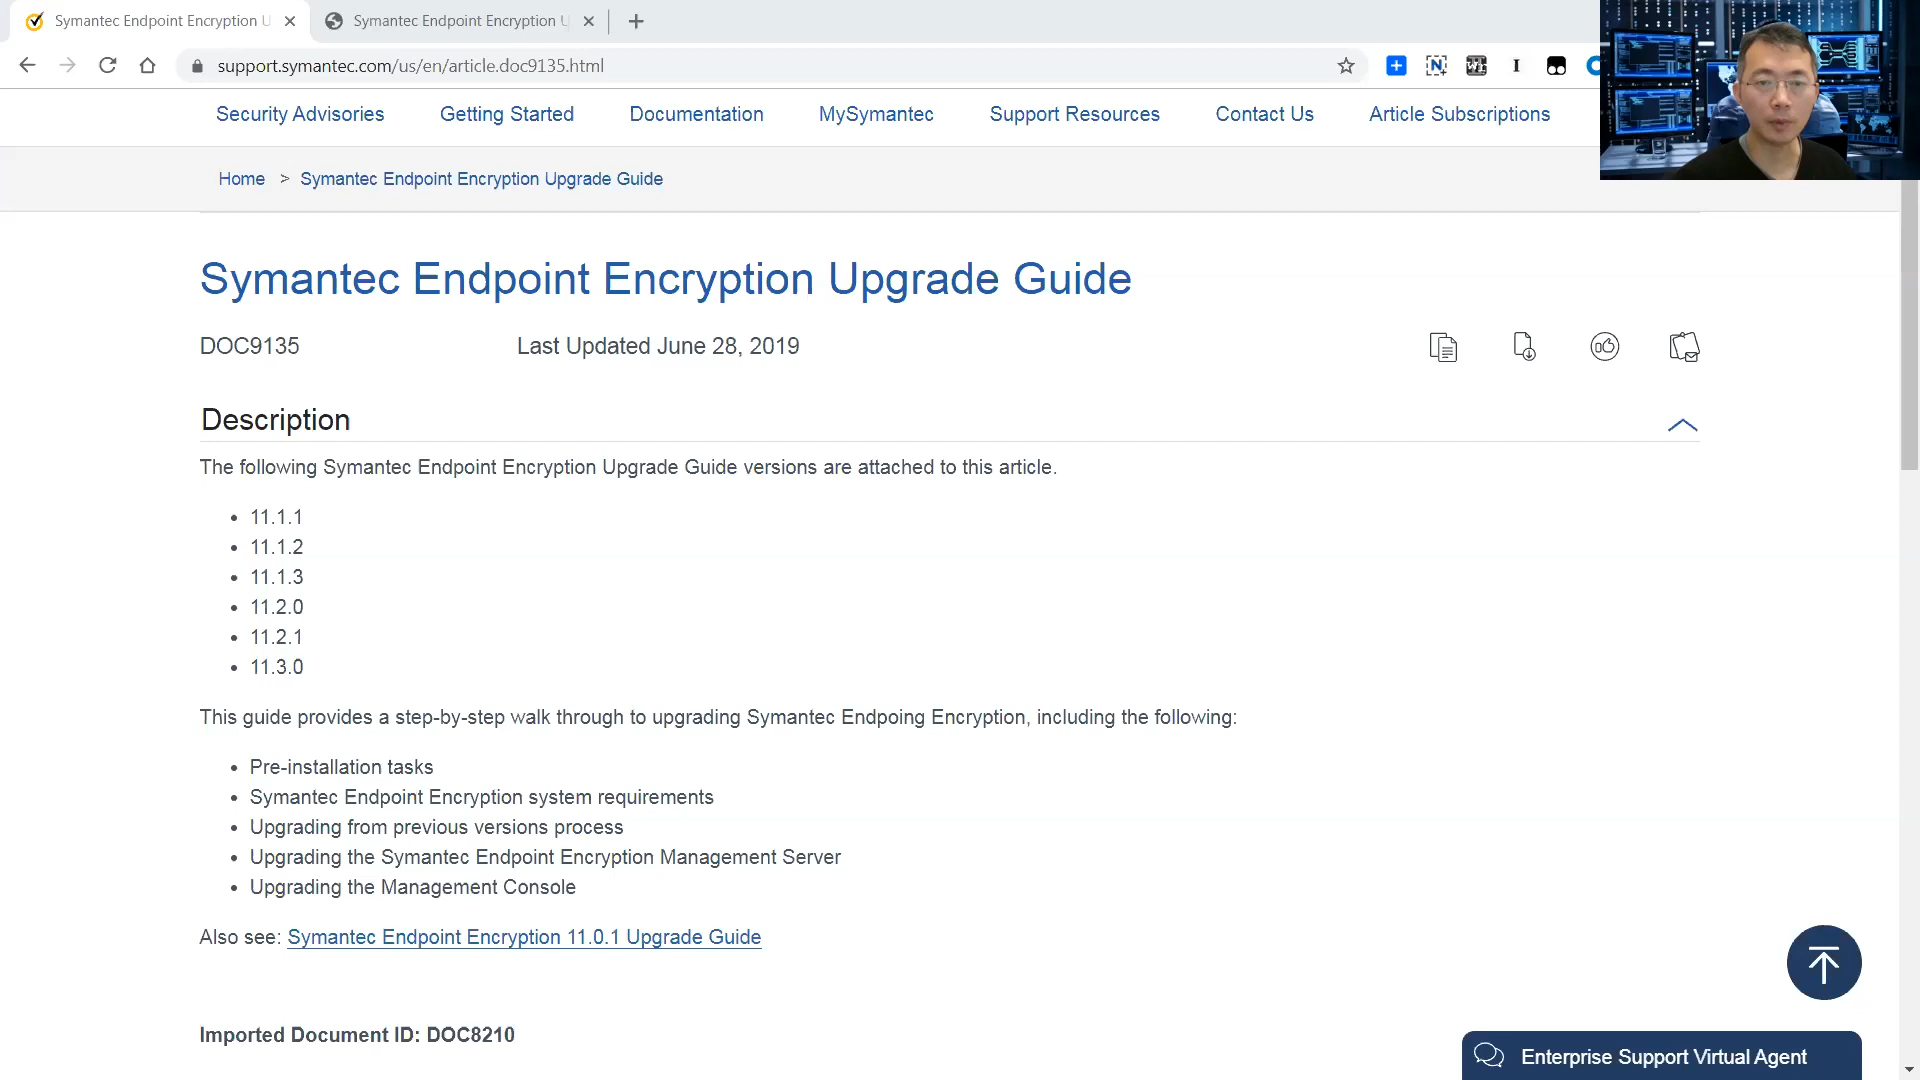 Symantec Endpoint Encryption U
Symantec Endpoint Encryption U
support.symantec.com/us/en/article.doc9135.html
Security Advisories
Getting Started
Documentation
MySymantec
Support Resources
Contact Us
Article Subscriptions
Home > Symantec Endpoint Encryption Upgrade Guide
Symantec Endpoint Encryption Upgrade Guide
DOC9135
Last Updated June 28, 2019
Description
The following Symantec Endpoint Encryption Upgrade Guide versions are attached to this article.
• 11.1.1
• 11.1.2
• 11.1.3
• 11.2.0
• 11.2.1
• 11.3.0
This guide provides a step-by-step walk through to upgrading Symantec Endpoing Encryption, including the following:
• Pre-installation tasks
• Symantec Endpoint Encryption system requirements
• Upgrading from previous versions process
• Upgrading the Symantec Endpoint Encryption Management Server
• Upgrading the Management Console
Also see: Symantec Endpoint Encryption 11.0.1 Upgrade Guide
Imported Document ID: DOC8210
Enterprise Support Virtual Agent